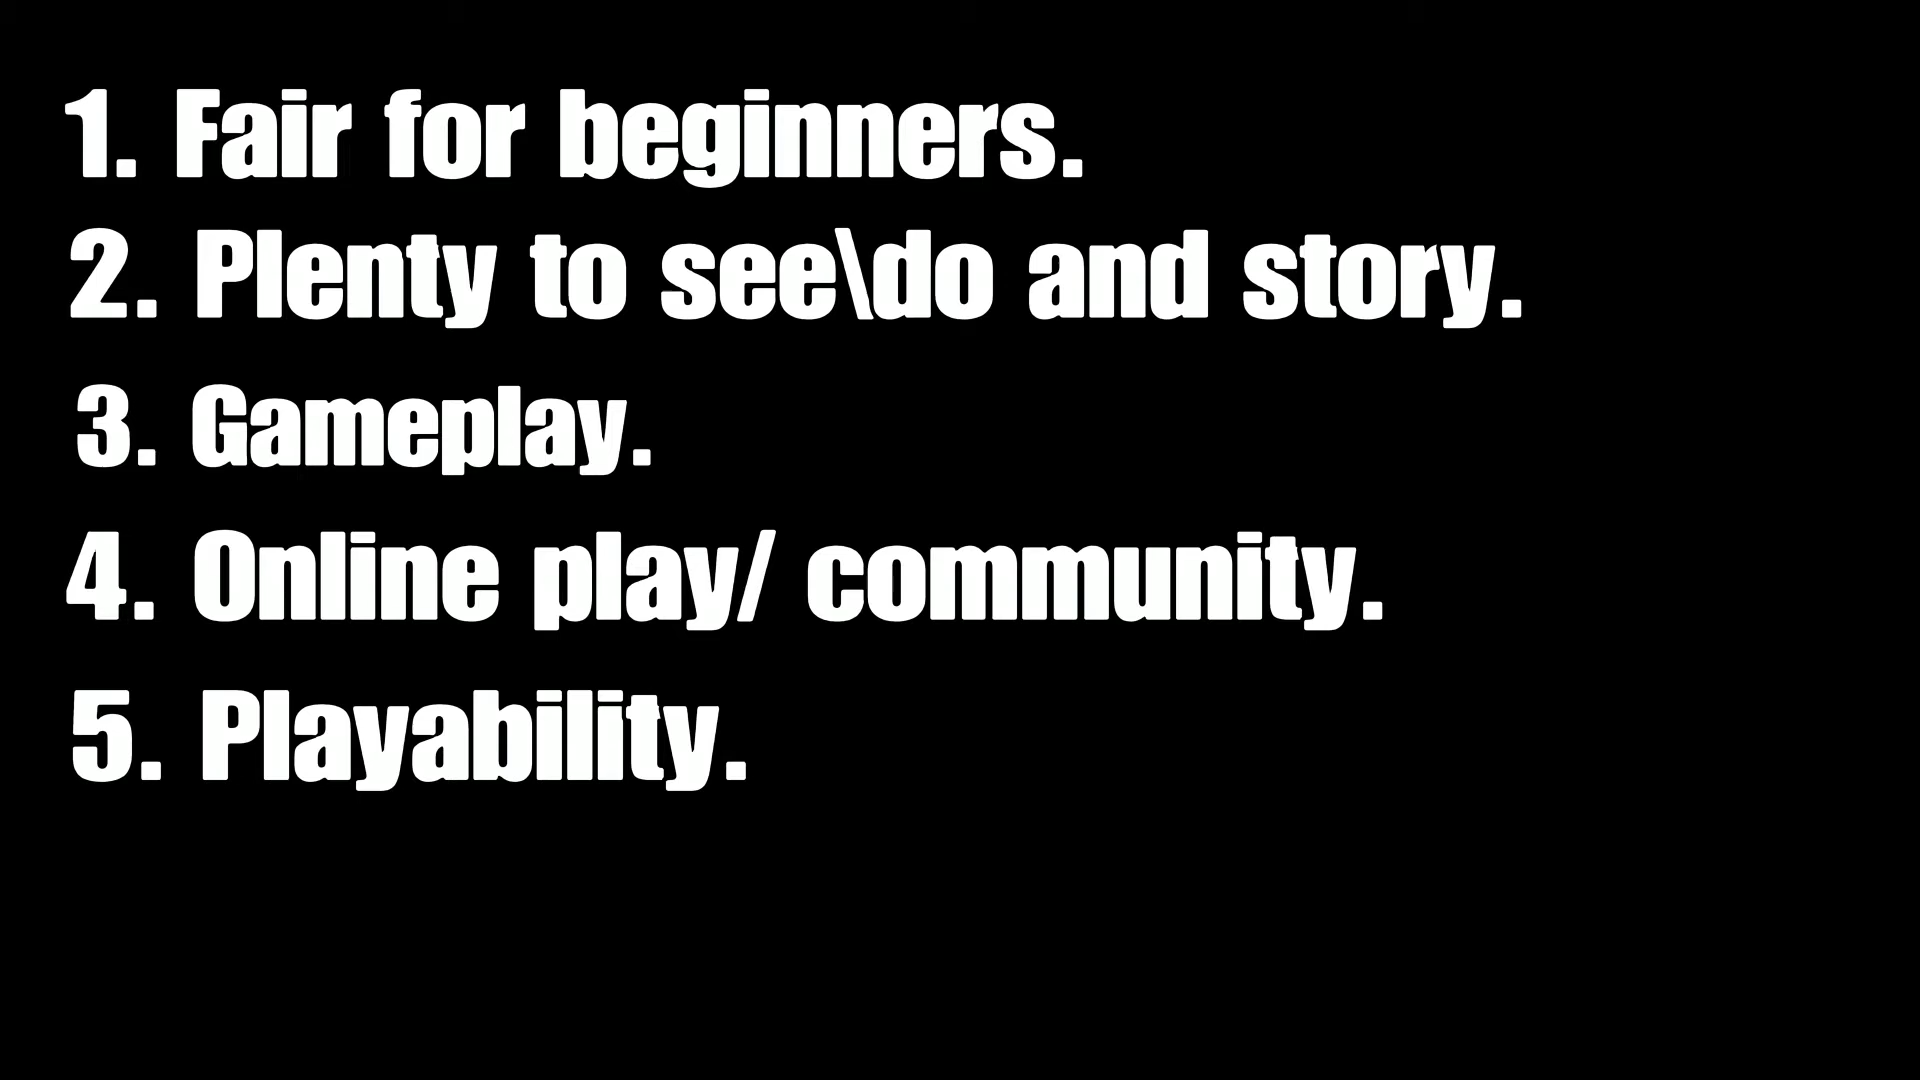 1. Fair for beginners.
2. Plenty to see\do and story.
3. Gameplay.
4. Online play/ community.
5. Playability.